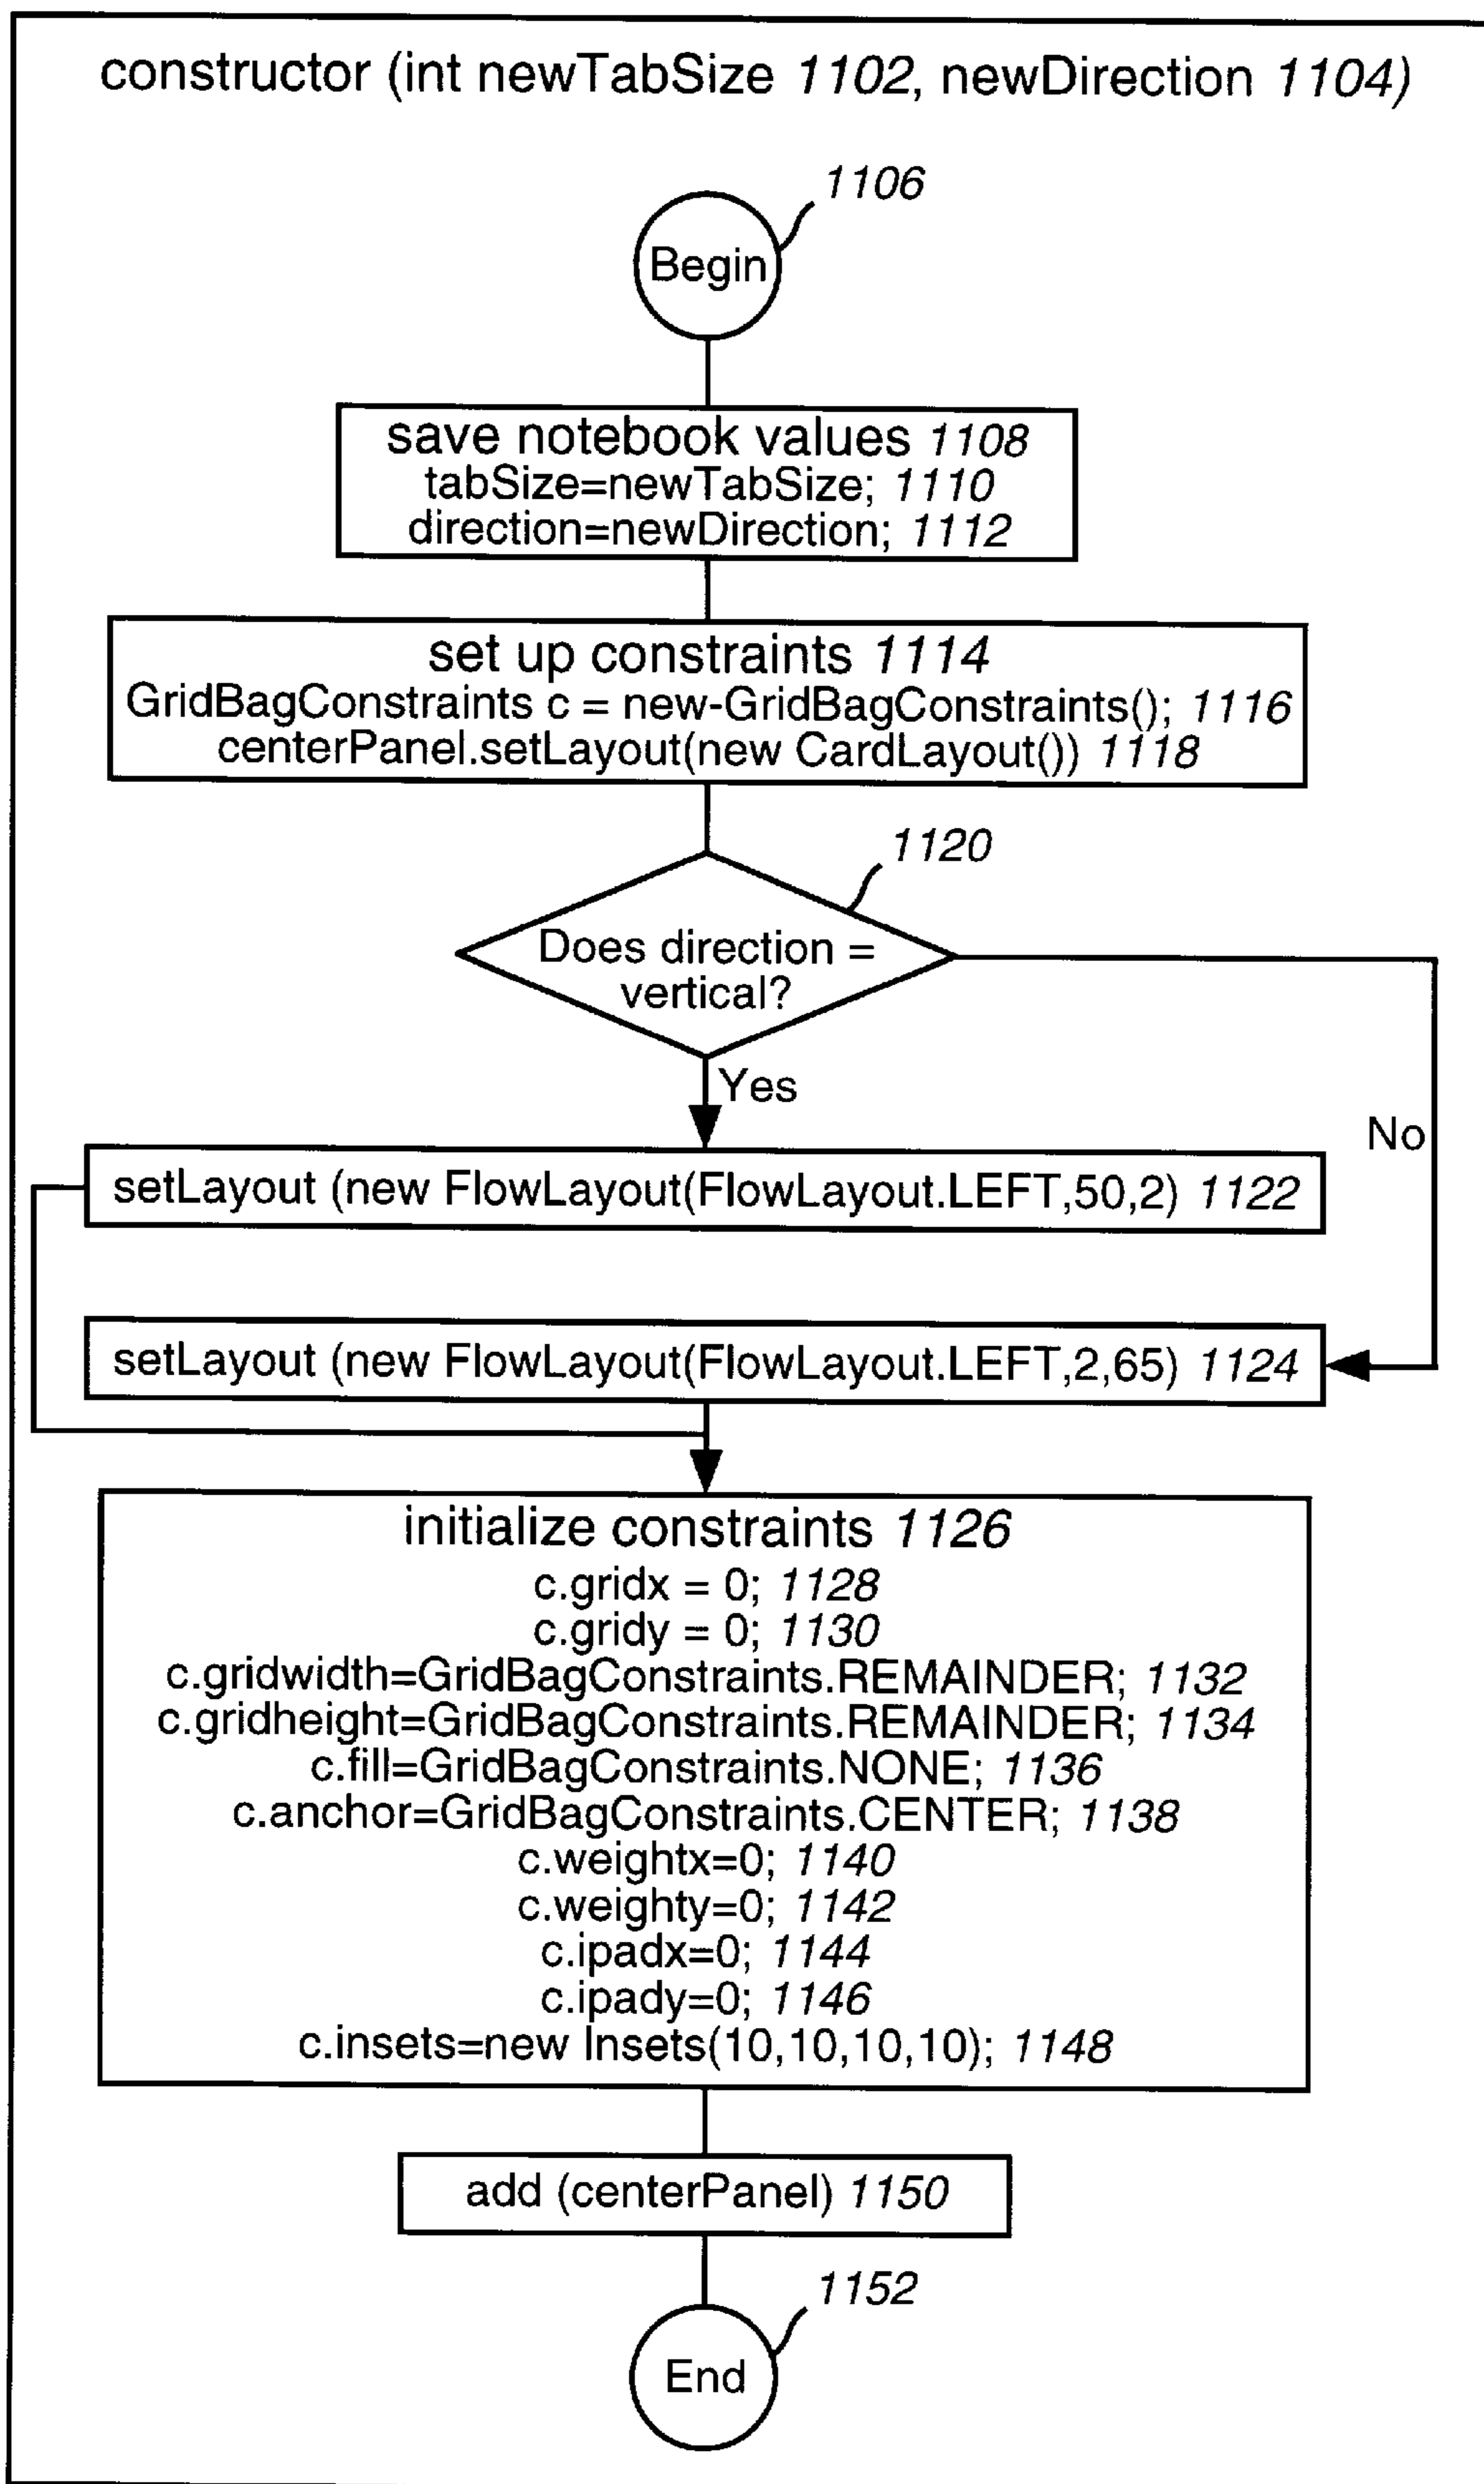 constructor (int newTabSize 1102, newDirection 1104)
1106
Begin
save notebook values 1108
tabSize=newTabSize; 1110
direction=newDirection; 1112
set up constraints 1114
GridBagConstraints c = new-GridBagConstraints(); 1116
centerPanel.setLayout(new CardLayout()) 1118
1120
Does direction =
vertical?
Yes
No
setLayout (new FlowLayout(FlowLayout.LEFT,50,2) 1122
setLayout (new FlowLayout(FlowLayout.LEFT,2,65) 1124
initialize constraints 1126
c.gridx = 0; 1128
c.gridy = 0; 1130
c.gridwidth=GridBagConstraints.REMAINDER; 1132
c.gridheight=GridBagConstraints.REMAINDER; 1134
c.fill=GridBagConstraints.NONE; 1136
c.anchor=GridBagConstraints.CENTER; 1138
c.weightx=0; 1140
c.weighty=0; 1142
c.ipadx=0; 1144
c.ipady=0; 1146
c.insets=new Insets(10,10,10,10); 1148
add (centerPanel) 1150
1152
End